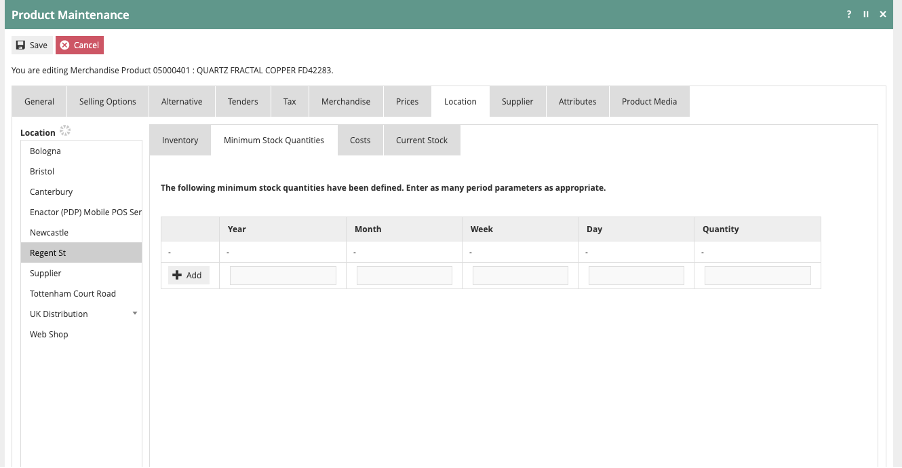 Product Maintenance
?
Save Cancel
You are editing Merchandise Product 05000401 : QUARTZ FRACTAL COPPER FD42283.
General Selling Options Alternative Tenders Tax Merchandise Prices Location Supplier Attributes Product Media
Location
Bologna
Bristol
Canterbury
Enactor (PDP) Mobile POS Ser
Newcastle
Regent St
Supplier
Tottenham Court Road
UK Distribution
Web Shop
Inventory Minimum Stock Quantities Costs Current Stock
The following minimum stock quantities have been defined. Enter as many period parameters as appropriate.
Year Month Week Day Quantity
- - - - - -
Add